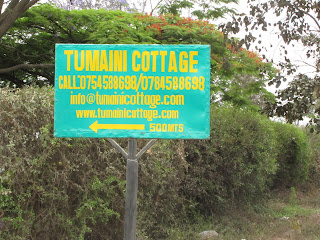 TUMAINI COTTAGE
CALL:0754588698/0784588698
info@tumainicottage.com
www.tumainicottage.com
500MTS